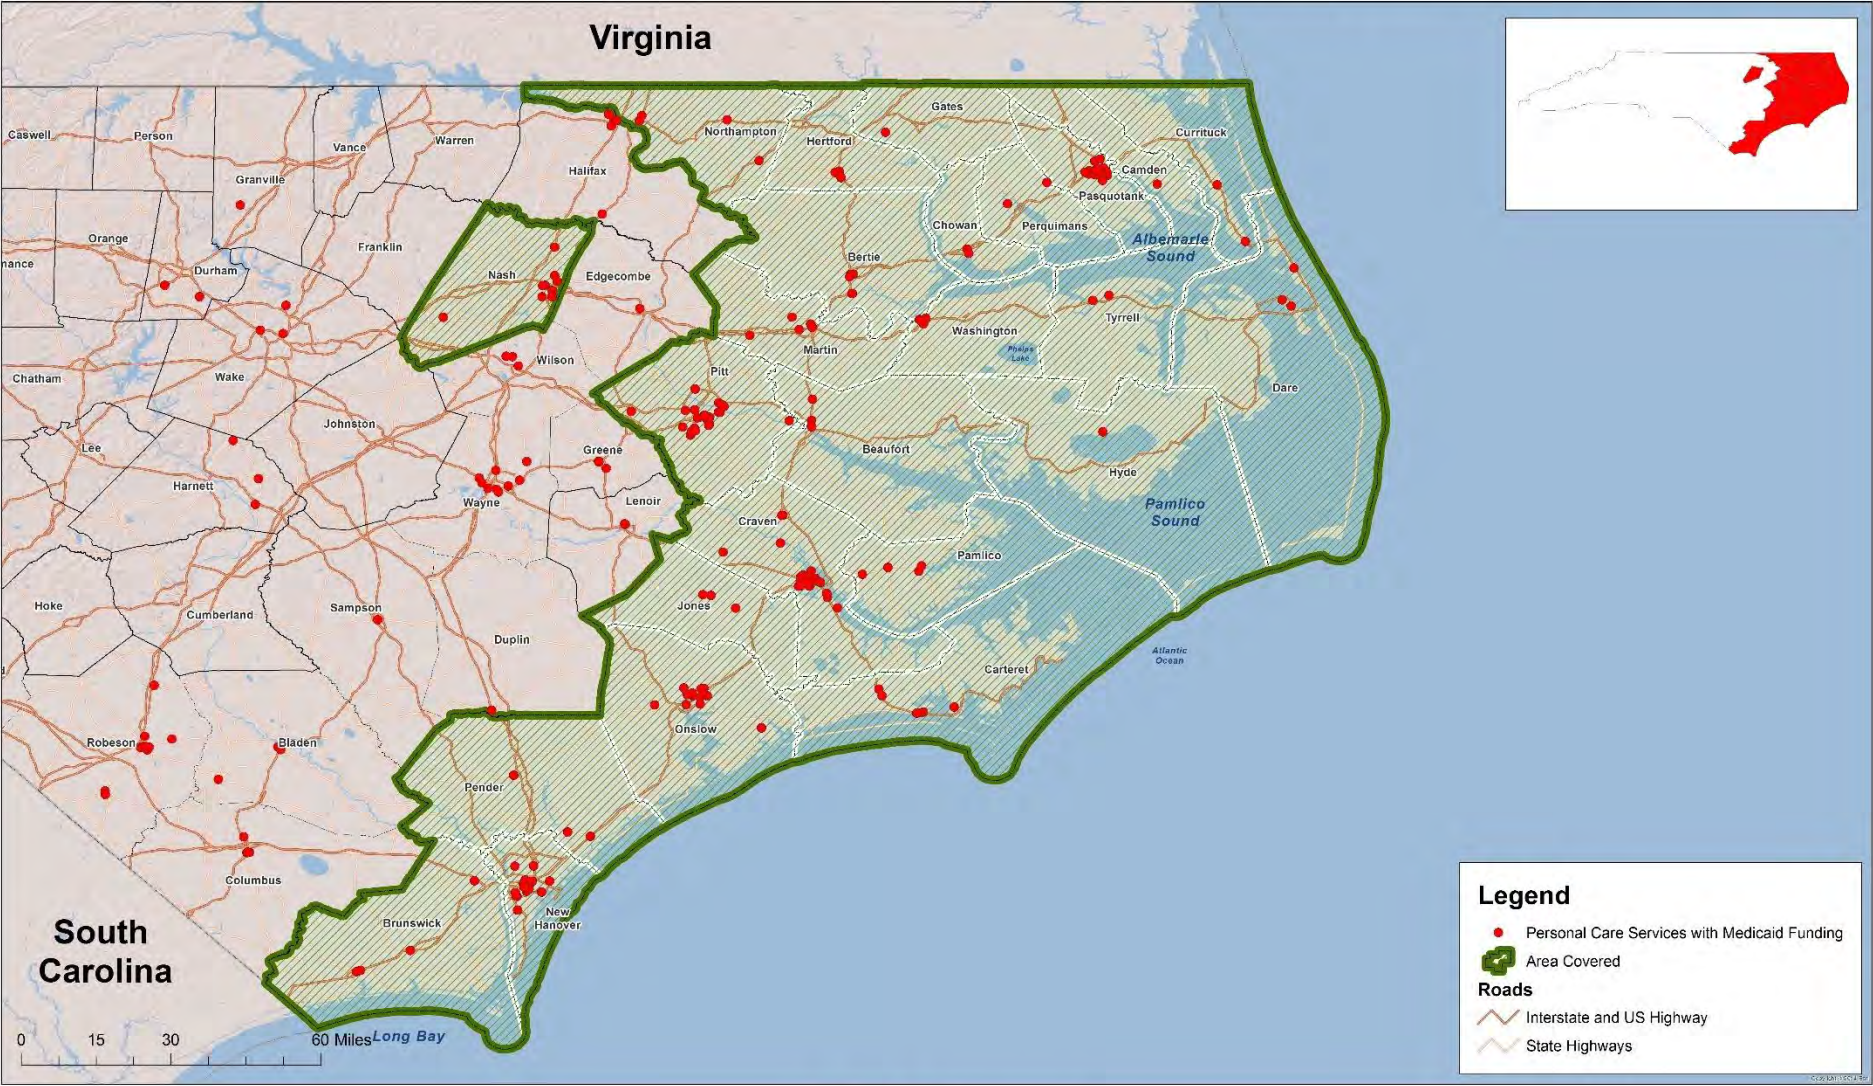 Virginia
Gates
Caswell
Person
Northampton
Currituck
Vance
Warren
Hertford
Halifax
Camden
Granville
Pasquotank
Chowan
Perquimans
Orange
Franklin
Albemarle
Sound
mance
Durham
Nash
Edgecombe
Bertie
Tyrrell
Washington
Martin
Phelps
Lake
Wilson
Chatham
Wake
Pitt
Dare
Johnston
Lee
Greene
Beaufort
Hyde
Harnett
Wayne
Lenoir
Pamlico
Sound
Craven
Pamlico
Hoke
Cumberland
Sampson
Jones
Duplin
Atlantic
Ocean
Carteret
Robeson
Bladen
Onslow
Pender
Columbus
New
Hanover
Brunswick
South
Carolina
0 15 30 60 Miles
Long Bay
Legend
Personal Care Services with Medicaid Funding
Area Covered
Roads
Interstate and US Highway
State Highways